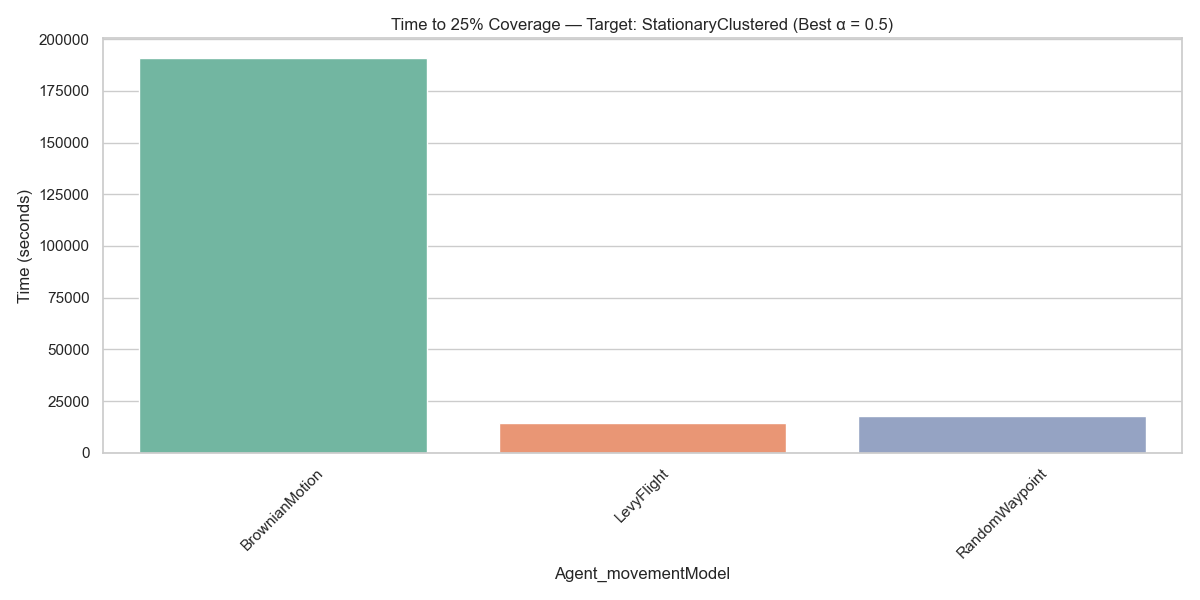 Time to 25% Coverage — Target: StationaryClustered (Best α = 0.5)
Time (seconds)
200000
175000
150000
125000
100000
75000
50000
25000
0
BrownianMotion
LevyFlight
RandomWaypoint
Agent_movementModel